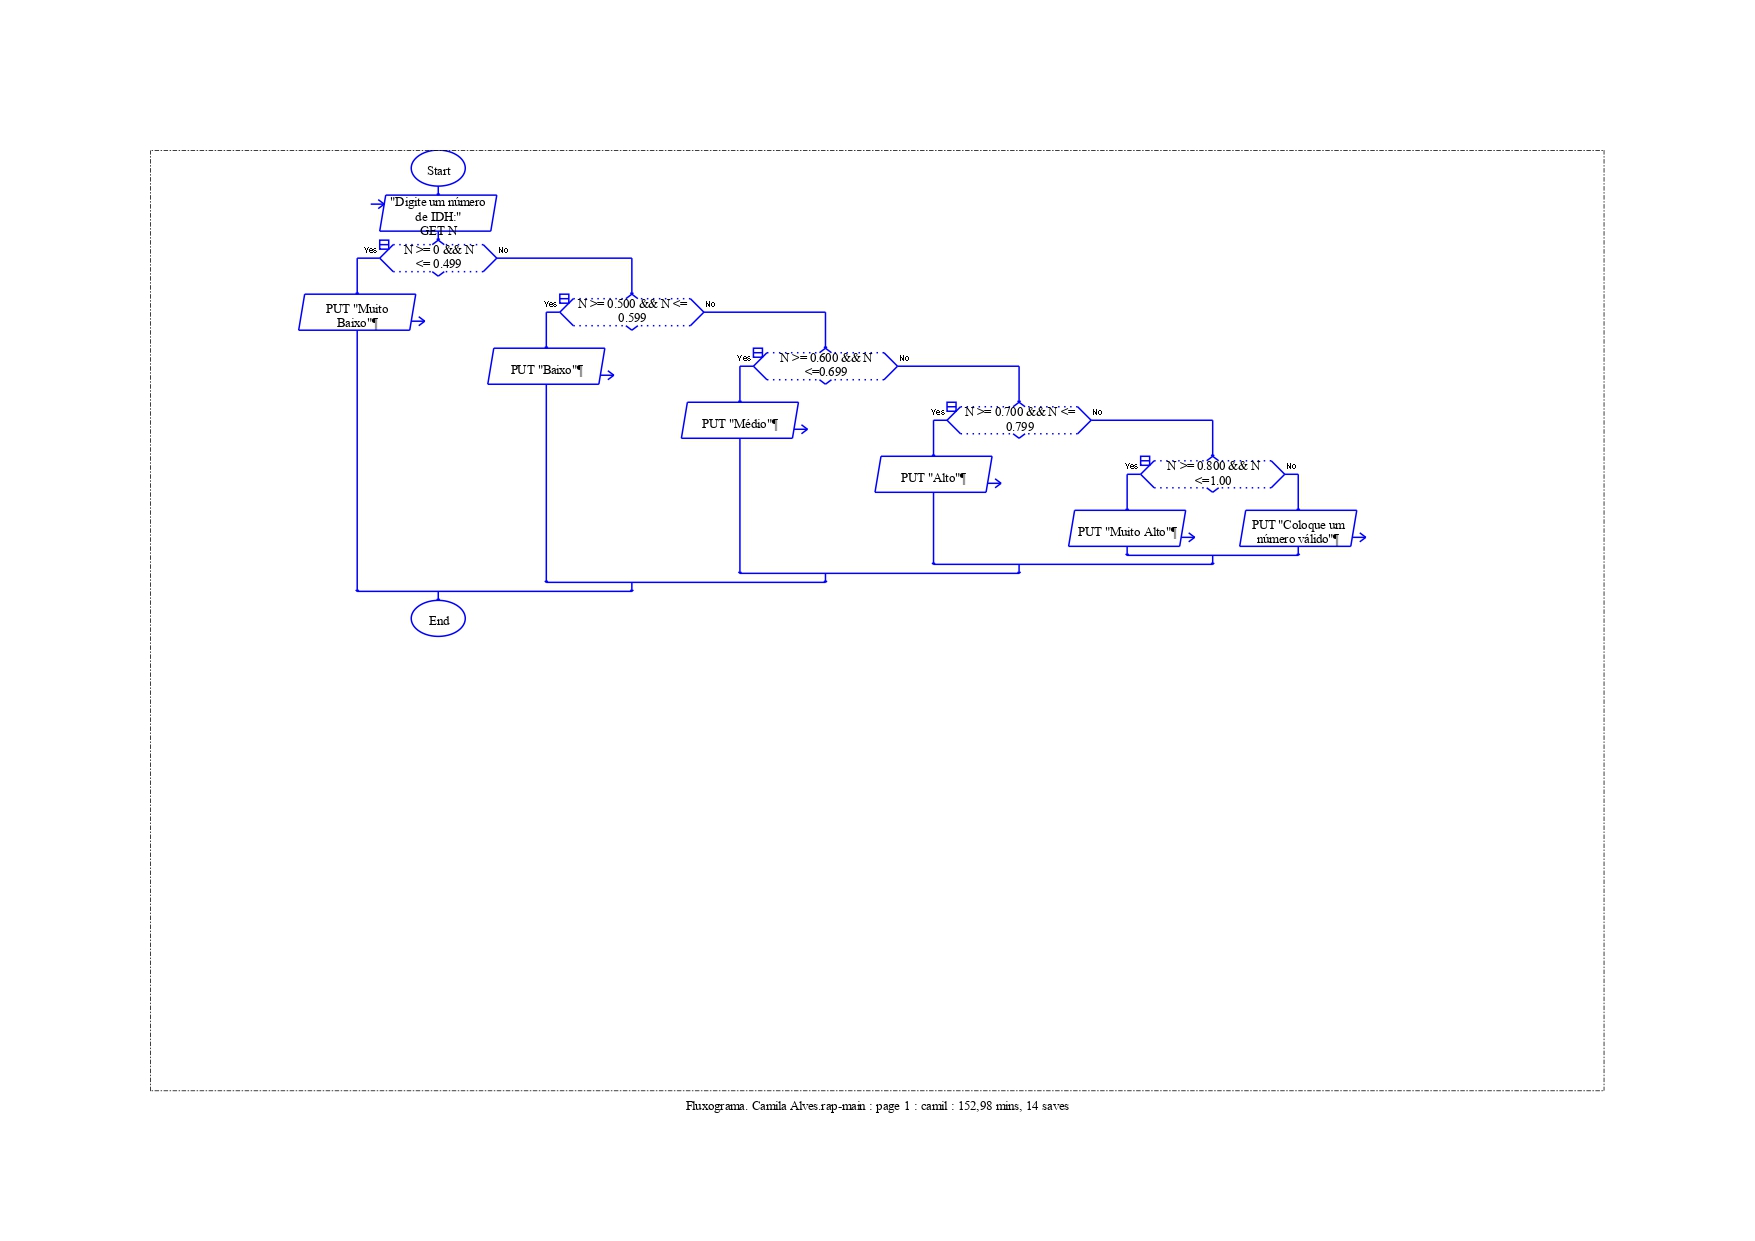 Start
"Digite um número
de IDH:"
GET N
Yes
N >= 0 && N
<= 0.499
No
PUT "Muito
Baixo"¶
Yes
N >= 0.500 && N <=
0.599
No
PUT "Baixo"¶
Yes
N >= 0.600 && N
<=0.699
No
PUT "Médio"¶
Yes
N >= 0.700 && N <=
0.799
No
PUT "Alto"¶
Yes
N >= 0.800 && N
<=1.00
No
PUT "Muito Alto"¶
PUT "Coloque um
número válido"¶
End
Fluxograma. Camila Alves.rap-main : page 1 : camil : 152,98 mins, 14 saves